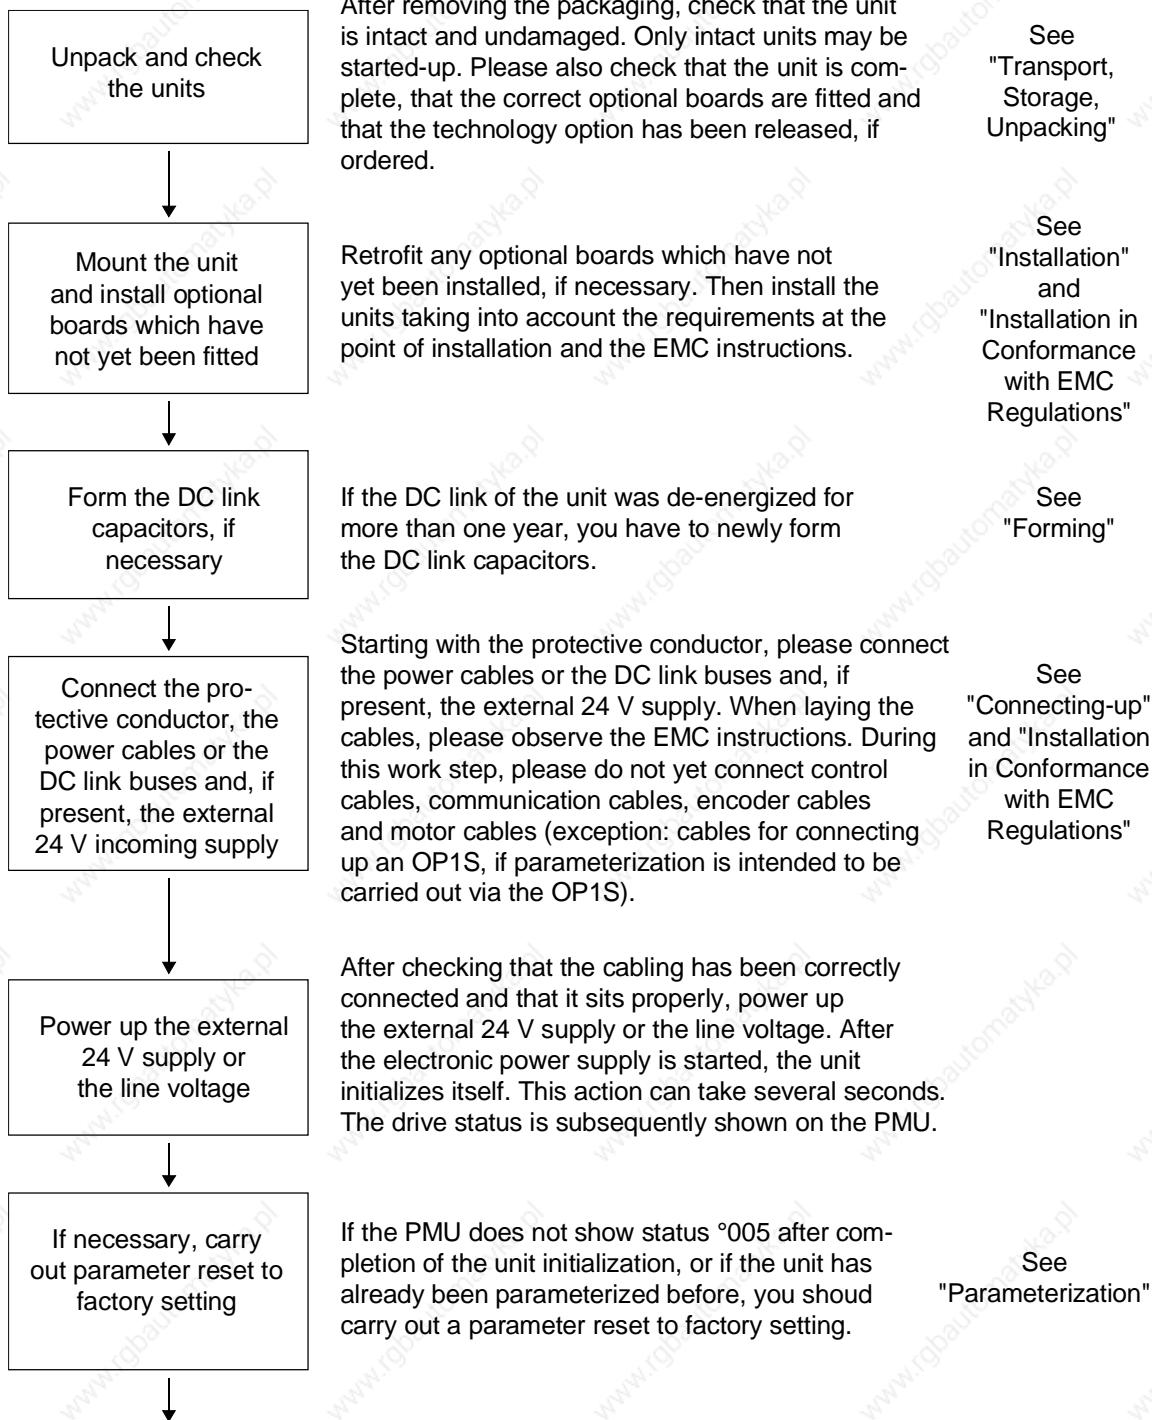 Unpack and check
the units
After removing the packaging, check that the unit
is intact and undamaged. Only intact units may be
started-up. Please also check that the unit is com-
plete, that the correct optional boards are fitted and
that the technology option has been released, if
ordered.
See
"Transport,
Storage,
Unpacking"
Mount the unit
and install optional
boards which have
not yet been fitted
Retrofit any optional boards which have not
yet been installed, if necessary. Then install the
units taking into account the requirements at the
point of installation and the EMC instructions.
See
"Installation"
and
"Installation in
Conformance
with EMC
Regulations"
Form the DC link
capacitors, if
necessary
If the DC link of the unit was de-energized for
more than one year, you have to newly form
the DC link capacitors.
See
"Forming"
Connect the pro-
tective conductor, the
power cables or the
DC link buses and, if
present, the external
24 V incoming supply
Starting with the protective conductor, please connect
the power cables or the DC link buses and, if
present, the external 24 V supply. When laying the
cables, please observe the EMC instructions. During
this work step, please do not yet connect control
cables, communication cables, encoder cables
and motor cables (exception: cables for connecting
up an OP1S, if parameterization is intended to be
carried out via the OP1S).
See
"Connecting-up"
and "Installation
in Conformance
with EMC
Regulations"
Power up the external
24 V supply or
the line voltage
After checking that the cabling has been correctly
connected and that it sits properly, power up
the external 24 V supply or the line voltage. After
the electronic power supply is started, the unit
initializes itself. This action can take several seconds.
The drive status is subsequently shown on the PMU.
If necessary, carry
out parameter reset to
factory setting
If the PMU does not show status °005 after com-
pletion of the unit initialization, or if the unit has
already been parameterized before, you shoud
carry out a parameter reset to factory setting.
See
"Parameterization"
www.rgbautomatyka.pl